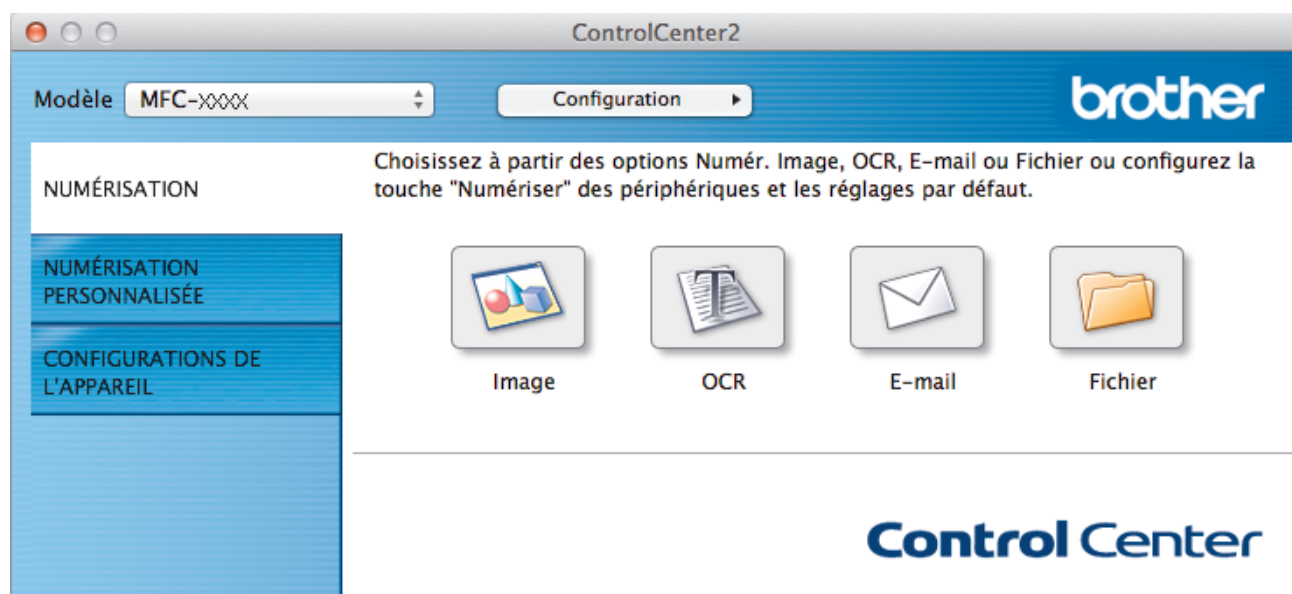 ControlCenter2
Modèle MFC-XXXX Configuration
brother
NUMÉRISATION
NUMÉRISATION
PERSONNALISÉE
CONFIGURATIONS DE
L'APPAREIL
Choisissez à partir des options Numér. Image, OCR, E-mail ou Fichier ou configurez la
touche "Numériser" des périphériques et les réglages par défaut.
Image OCR E-mail Fichier
Control Center